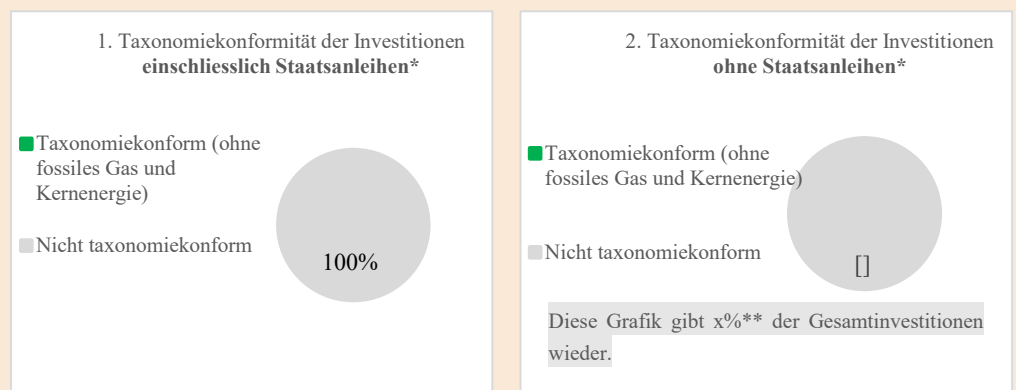 1. Taxonomiekonformität der Investitionen
einschliesslich Staatsanleihen*
Taxonomiekonform (ohne
fossiles Gas und
Kernenergie)
Nicht taxonomiekonform
100%
2. Taxonomiekonformität der Investitionen
ohne Staatsanleihen*
Taxonomiekonform (ohne
fossiles Gas und Kernenergie)
Nicht taxonomiekonform
[]
Diese Grafik gibt x%** der Gesamtinvestitionen
wieder.